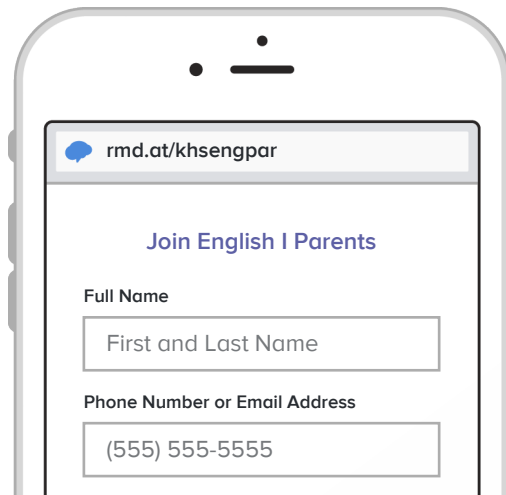 rmd.at/khsengpar
Join English I Parents
Full Name
First and Last Name
Phone Number or Email Address
(555) 555-5555